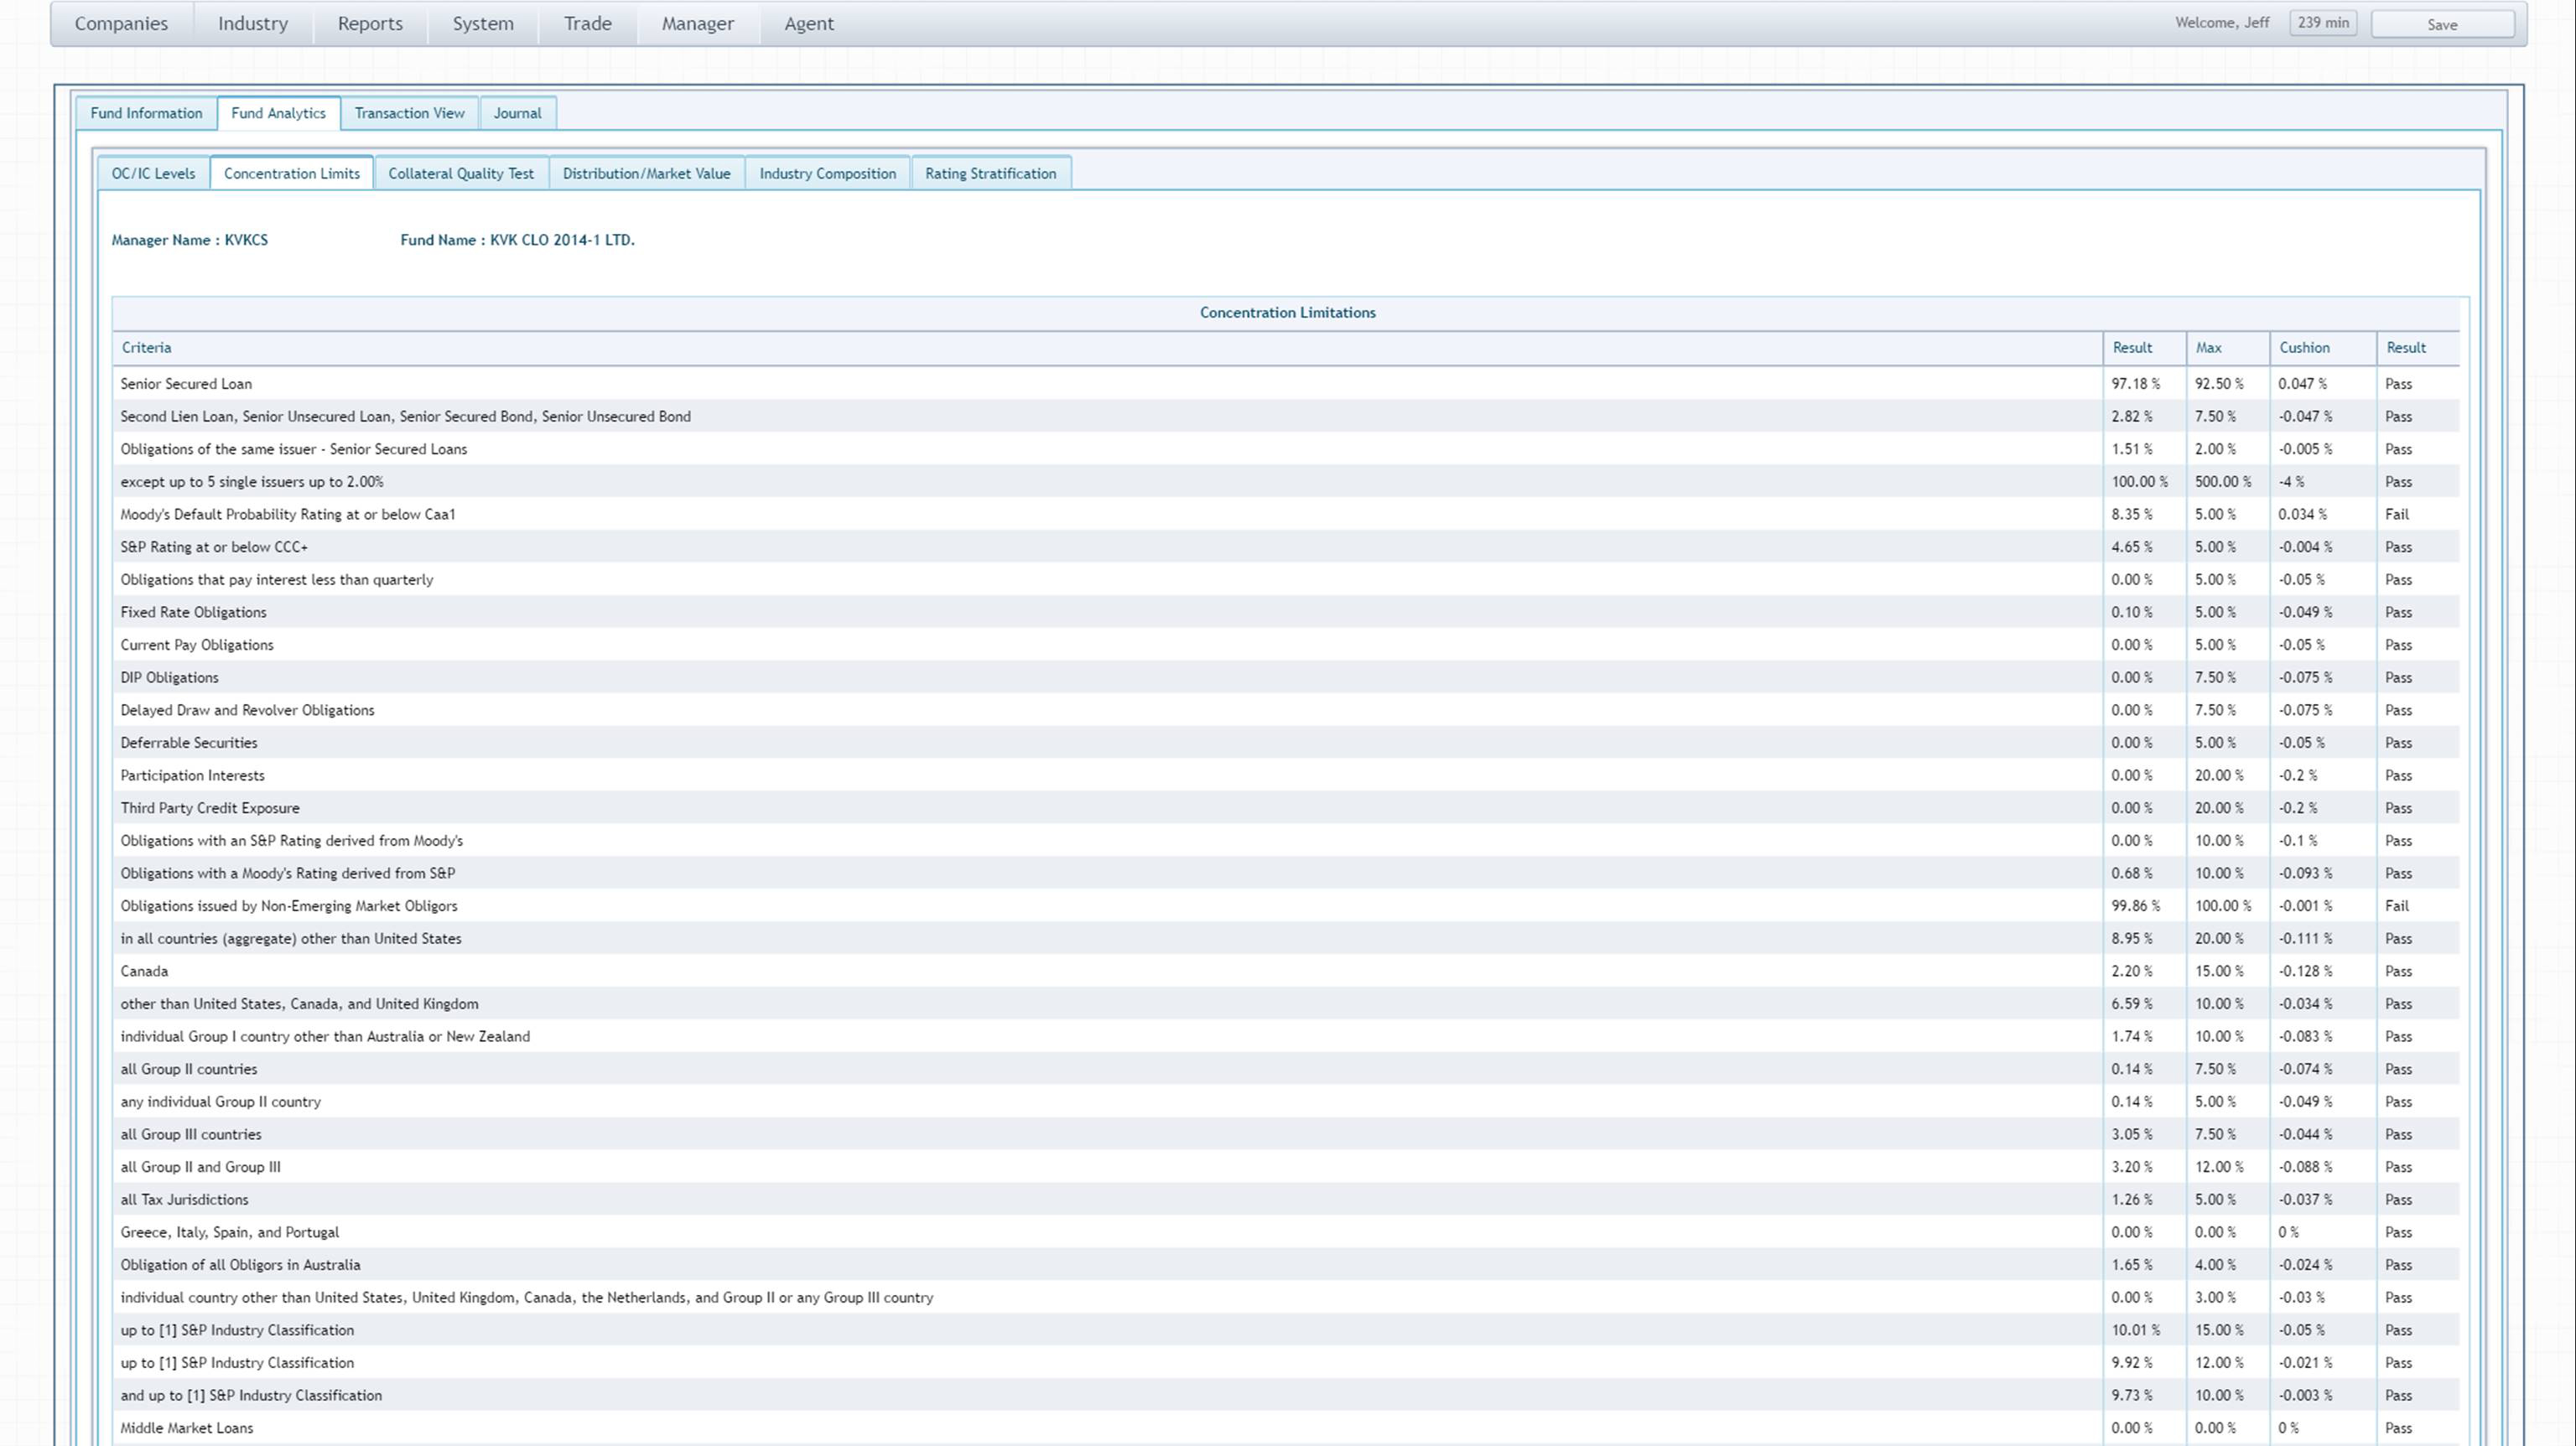 Companies Industry Reports System Trade Manager Agent Welcome, Jeff 239 min Save
Fund Information Fund Analytics Transaction View Journal
OC/IC Levels Concentration Limits Collateral Quality Test Distribution/Market Value Industry Composition Rating Stratification
Manager Name : KVKCS Fund Name : KVK CLO 2014-1 LTD.
Concentration Limitations
Criteria Result Max Cushion Result
Senior Secured Loan 97.18 % 92.50 % 0.047 % Pass
Second Lien Loan, Senior Unsecured Loan, Senior Secured Bond, Senior Unsecured Bond 2.82 % 7.50 % -0.047 % Pass
Obligations of the same issuer - Senior Secured Loans 1.51 % 2.00 % -0.005 % Pass
except up to 5 single issuers up to 2.00% 100.00 % 500.00 % -4 % Pass
Moody's Default Probability Rating at or below Caa1 8.35 % 5.00 % 0.034 % Fail
S&P Rating at or below CCC+ 4.65 % 5.00 % -0.004 % Pass
Obligations that pay interest less than quarterly 0.00 % 5.00 % -0.05 % Pass
Fixed Rate Obligations 0.10 % 5.00 % -0.049 % Pass
Current Pay Obligations 0.00 % 5.00 % -0.05 % Pass
DIP Obligations 0.00 % 7.50 % -0.075 % Pass
Delayed Draw and Revolver Obligations 0.00 % 7.50 % -0.075 % Pass
Deferrable Securities 0.00 % 5.00 % -0.05 % Pass
Participation Interests 0.00 % 20.00 % -0.2 % Pass
Third Party Credit Exposure 0.00 % 20.00 % -0.2 % Pass
Obligations with an S&P Rating derived from Moody's 0.00 % 10.00 % -0.1 % Pass
Obligations with a Moody's Rating derived from S&P 0.68 % 10.00 % -0.093 % Pass
Obligations issued by Non-Emerging Market Obligors 99.86 % 100.00 % -0.001 % Fail
in all countries (aggregate) other than United States 8.95 % 20.00 % -0.111 % Pass
Canada 2.20 % 15.00 % -0.128 % Pass
other than United States, Canada, and United Kingdom 6.59 % 10.00 % -0.034 % Pass
individual Group I country other than Australia or New Zealand 1.74 % 10.00 % -0.083 % Pass
all Group II countries 0.14 % 7.50 % -0.074 % Pass
any individual Group II country 0.14 % 5.00 % -0.049 % Pass
all Group III countries 3.05 % 7.50 % -0.044 % Pass
all Group II and Group III 3.20 % 12.00 % -0.088 % Pass
all Tax Jurisdictions 1.26 % 5.00 % -0.037 % Pass
Greece, Italy, Spain, and Portugal 0.00 % 0.00 % 0 % Pass
Obligation of all Obligors in Australia 1.65 % 4.00 % -0.024 % Pass
individual country other than United States, United Kingdom, Canada, the Netherlands, and Group II or any Group III country 0.00 % 3.00 % -0.03 % Pass
up to [1] S&P Industry Classification 10.01 % 15.00 % -0.05 % Pass
up to [1] S&P Industry Classification 9.92 % 12.00 % -0.021 % Pass
and up to [1] S&P Industry Classification 9.73 % 10.00 % -0.003 % Pass
Middle Market Loans 0.00 % 0.00 % 0 % Pass